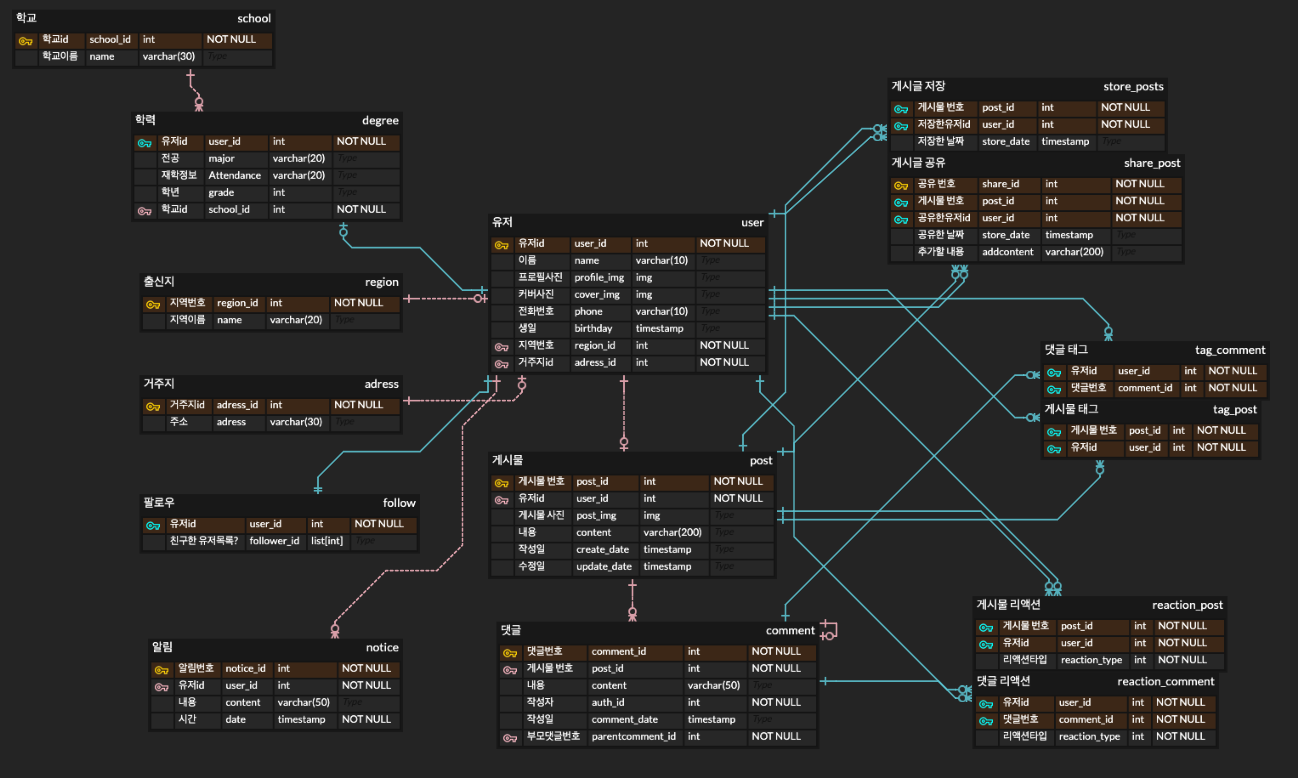 학교 school
학교id school_id int NOT NULL
학교이름 name varchar(30) Type
학력 degree
유저id user_id int NOT NULL
전공 major varchar(20) Type
재학정보 Attendance varchar(20) Type
학년 grade int Type
학교id school_id int NOT NULL
출신지 region
지역번호 region_id int NOT NULL
지역이름 name varchar(20) Type
거주지 adress
거주지id adress_id int NOT NULL
주소 adress varchar(30) Type
팔로우 follow
유저id user_id int NOT NULL
친구한 유저목록? follower_id list[int] Type
알림 notice
알림번호 notice_id int NOT NULL
유저id user_id int NOT NULL
내용 content varchar(50) Type
시간 date timestamp NOT NULL
유저 user
유저id user_id int NOT NULL
이름 name varchar(10) Type
프로필사진 profile_img img Type
커버사진 cover_img img Type
전화번호 phone varchar(10) Type
생일 birthday timestamp Type
지역번호 region_id int NOT NULL
거주지id adress_id int NOT NULL
게시물 post
게시물 번호 post_id int NOT NULL
유저id user_id int NOT NULL
게시물 사진 post_img img Type
내용 content varchar(200) Type
작성일 create_date timestamp Type
수정일 update_date timestamp Type
댓글 comment
댓글번호 comment_id int NOT NULL
게시물 번호 post_id int NOT NULL
내용 content varchar(50) Type
작성자 auth_id int NOT NULL
작성일 comment_date timestamp Type
부모댓글번호 parentcomment_id int NOT NULL
게시글 저장 store_posts
게시물 번호 post_id int NOT NULL
저장한유저id user_id int NOT NULL
저장한 날짜 store_date timestamp Type
게시글 공유 share_post
공유 번호 share_id int NOT NULL
게시물 번호 post_id int NOT NULL
공유한유저id user_id int NOT NULL
공유한 날짜 store_date timestamp Type
추가할 내용 addcontent varchar(200) Type
댓글 태그 tag_comment
유저id user_id int NOT NULL
댓글번호 comment_id int NOT NULL
게시물 태그 tag_post
게시물 번호 post_id int NOT NULL
유저id user_id int NOT NULL
게시물 리액션 reaction_post
게시물 번호 post_id int NOT NULL
유저id user_id int NOT NULL
리액션타입 reaction_type int NOT NULL
댓글 리액션 reaction_comment
유저id user_id int NOT NULL
댓글번호 comment_id int NOT NULL
리액션타입 reaction_type int NOT NULL